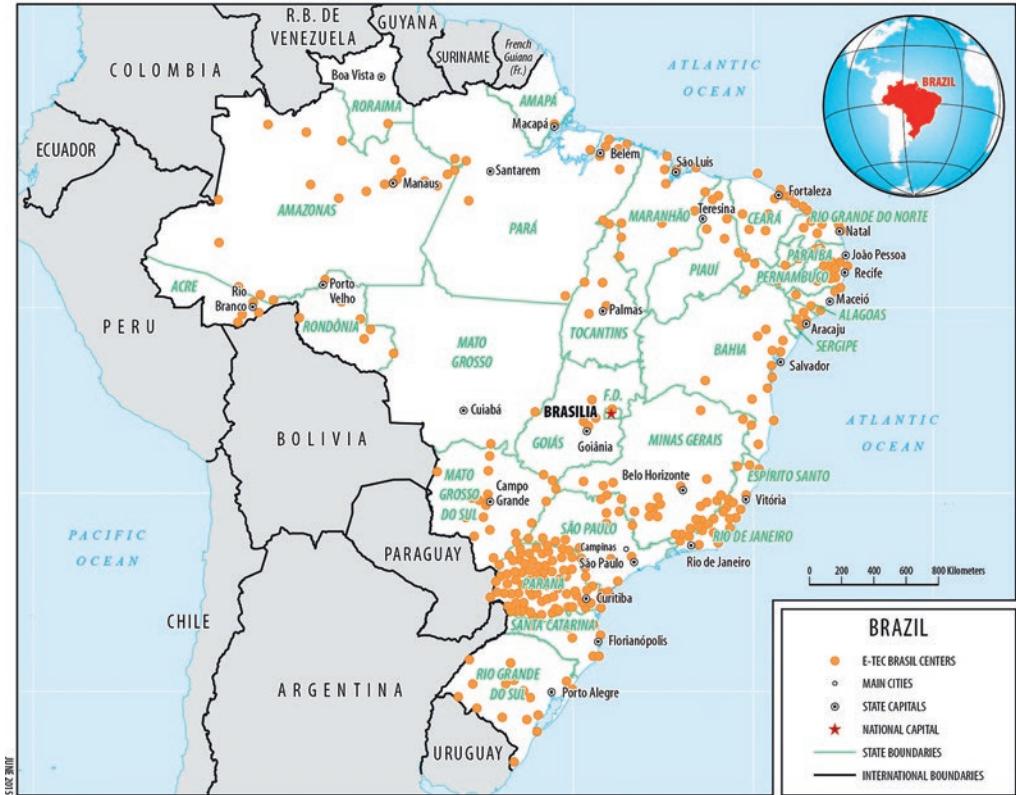 R.B. DE
VENEZUELA
GUYANA
SURINAME
French
Guiana
(Fr.)
COLOMBIA
ATLANTIC
OCEAN
BRAZIL
Boa Vista
RORAIMA
AMAPÁ
Macapá
ECUADOR
Belém
São Luis
Santarem
Manaus
Fortaleza
AMAZONAS
PARÁ
MARANHÃO
Teresina
CEARÁ
RIO GRANDE DO NORTE
Natal
PARAÍBA
João Pessoa
PIAUÍ
PERNAMBUCO
Recife
ACRE
Rio
Branco
Porto
Velho
Palmas
Maceió
ALAGOAS
RONDÔNIA
TOCANTINS
Aracaju
SERGIPE
PERU
MATO
GROSSO
BAHIA
Salvador
F.D.
Cuiabá
BRASILIA
ATLANTIC
OCEAN
BOLIVIA
GOIÁS
Goiânia
MINAS GERAIS
MATO
GROSSO
DO SUL
Campo
Grande
Belo Horizonte
ESPÍRITO SANTO
Vitória
PACIFIC
OCEAN
SÃO PAULO
RIO DE JANEIRO
PARAGUAY
Campinas
São Paulo
Rio de Janeiro
0 200 400 600 800 Kilometers
PARANÁ
Curitiba
CHILE
SANTA CATARINA
Florianópolis
ARGENTINA
RIO GRANDE
DO SUL
Porto Alegre
URUGUAY
BRAZIL
E-TEC BRASIL CENTERS
MAIN CITIES
STATE CAPITALS
NATIONAL CAPITAL
STATE BOUNDARIES
INTERNATIONAL BOUNDARIES
JUNE 2015